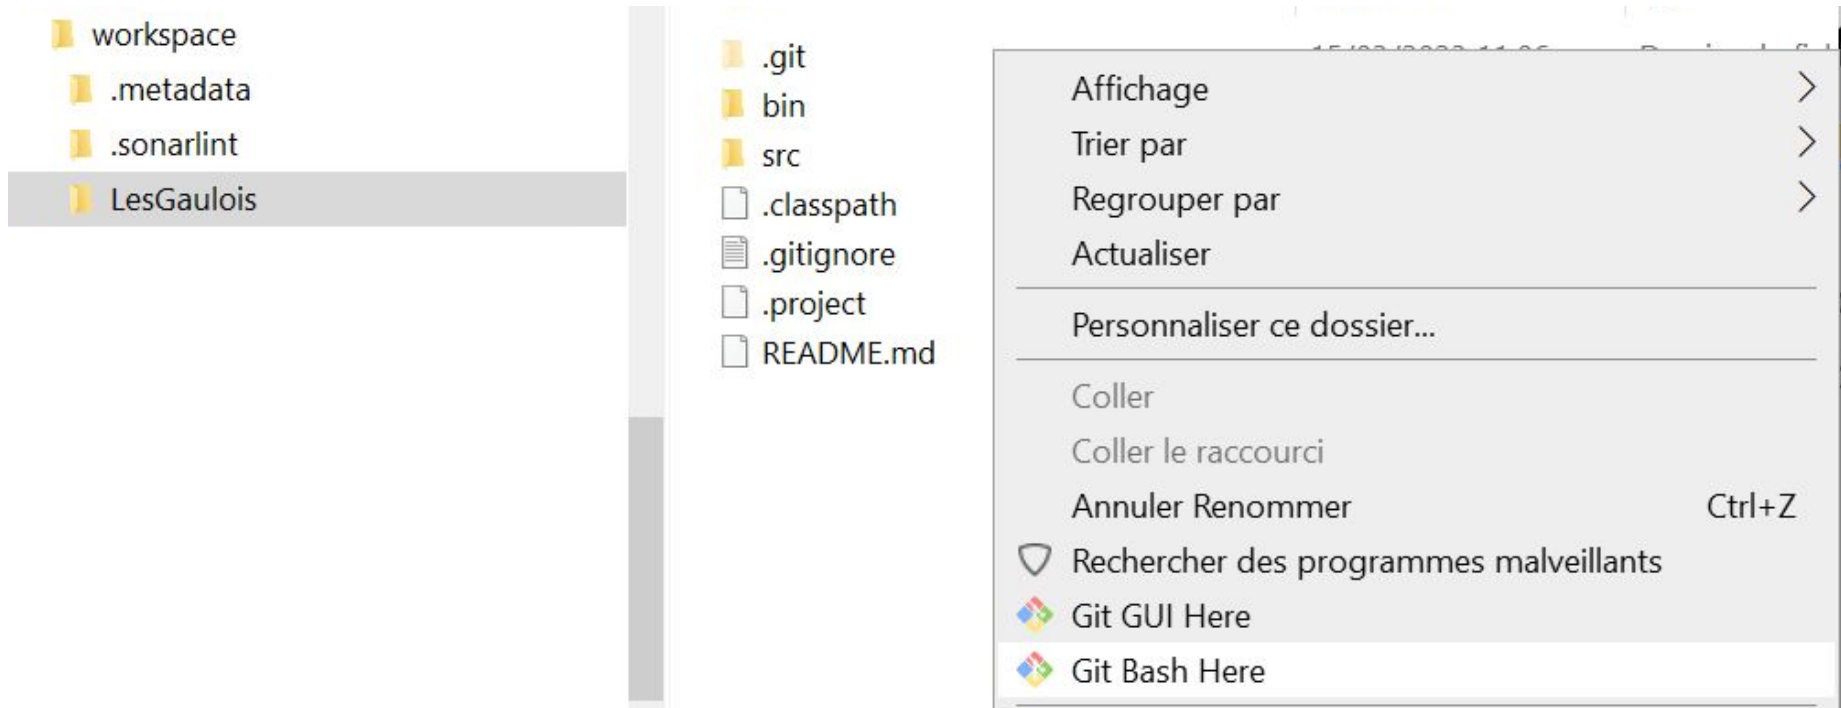 workspace
.metadata
.sonarlint
LesGaulois
.git
bin
src
.classpath
.gitignore
.project
README.md
Affichage
Trier par
Regrouper par
Actualiser
Personnaliser ce dossier...
Coller
Coller le raccourci
Annuler Renommer Ctrl+Z
Rechercher des programmes malveillants
Git GUI Here
Git Bash Here